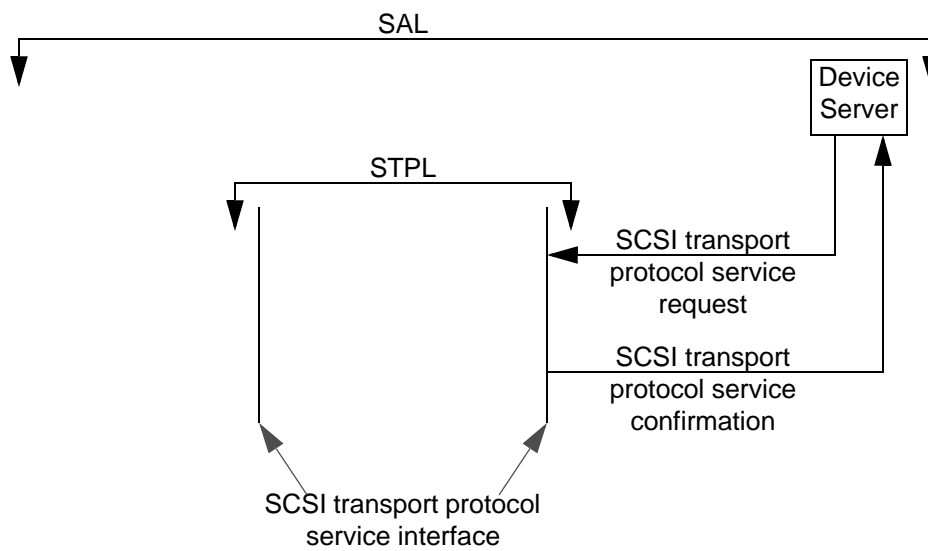 SAL
Device
Server
STPL
SCSI transport
protocol service
request
SCSI transport
protocol service
confirmation
SCSI transport protocol
service interface